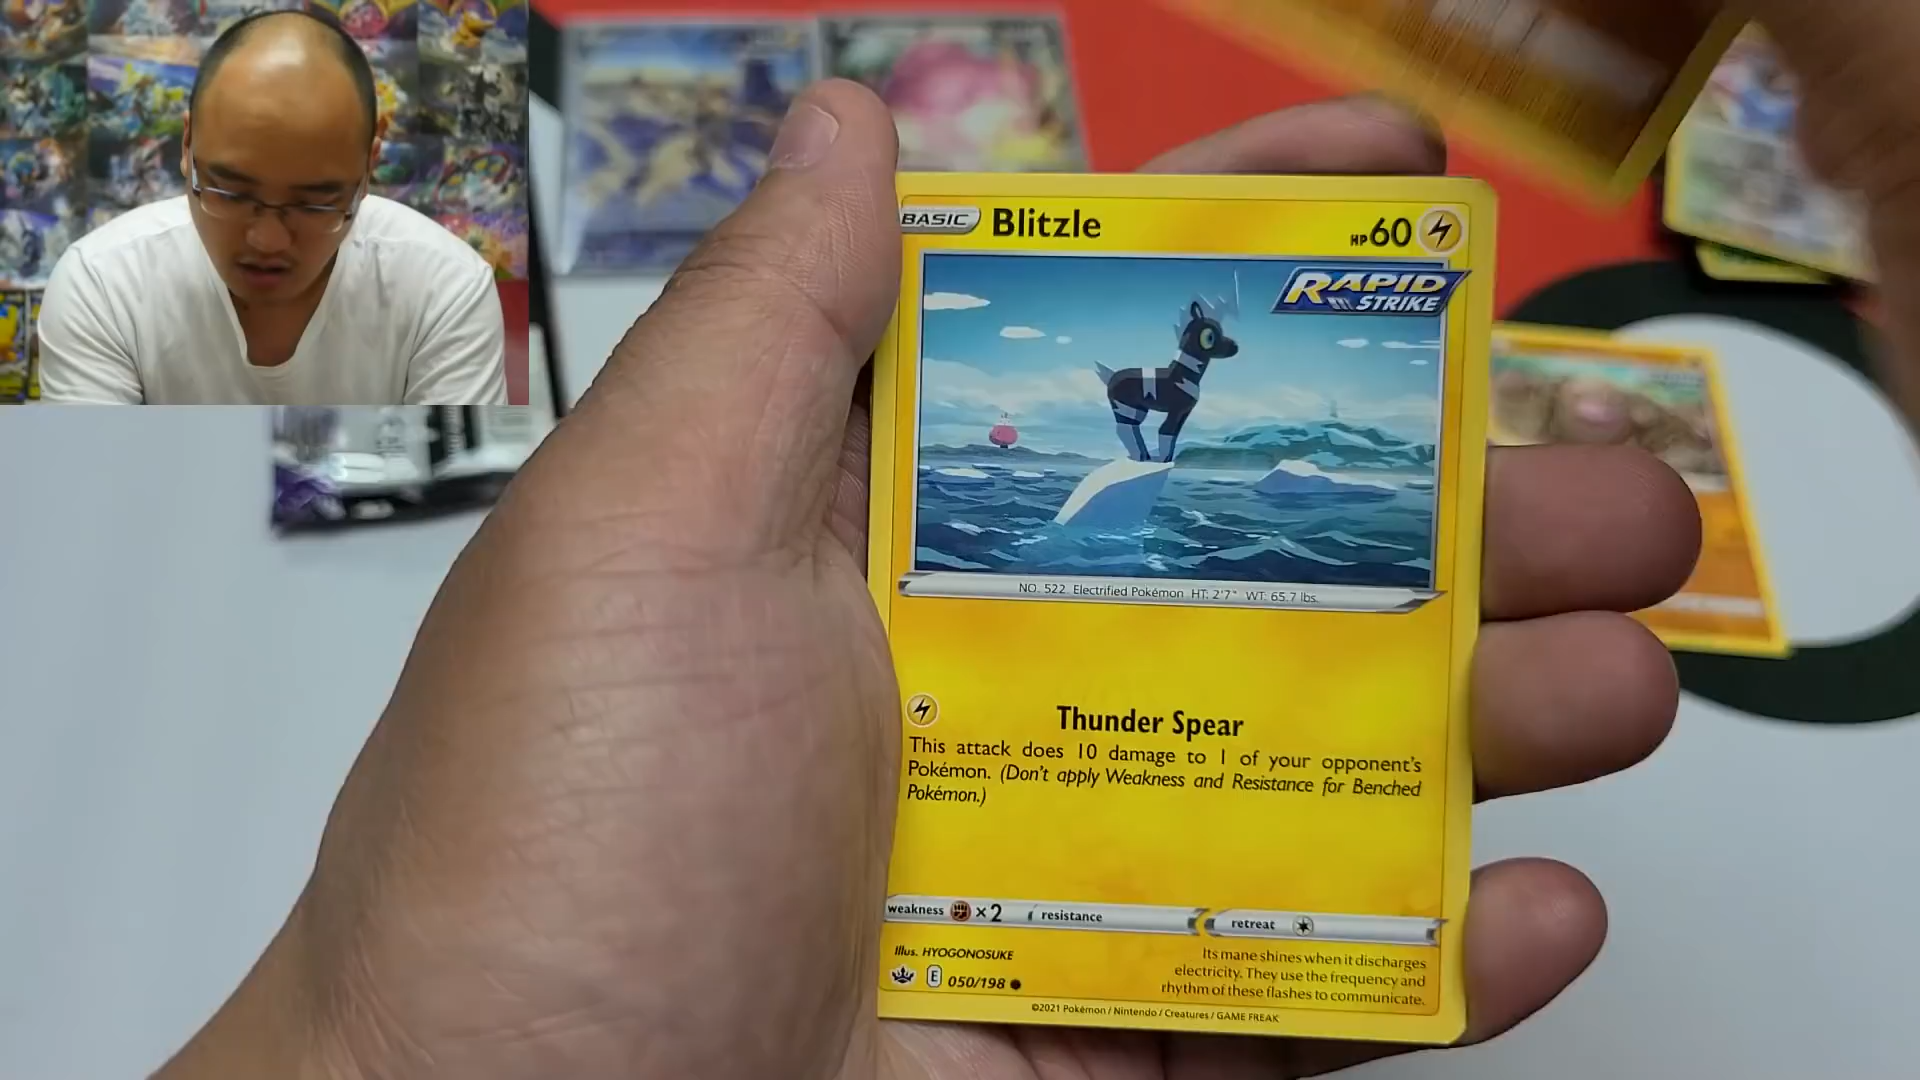 BASIC Blitzle HP60
RAPID
STRIKE
NO. 522 Electrified Pokémon HT: 2'7" WT: 65.7 lbs.
Thunder Spear
This attack does 10 damage to 1 of your opponent's
Pokémon. (Don't apply Weakness and Resistance for Benched
Pokémon.)
weakness ×2 resistance retreat
Illus. HYOGONOSUKE
E 050/198
Its mane shines when it discharges
electricity. They use the frequency and
rhythm of these flashes to communicate.
©2021 Pokémon / Nintendo / Creatures / GAME FREAK